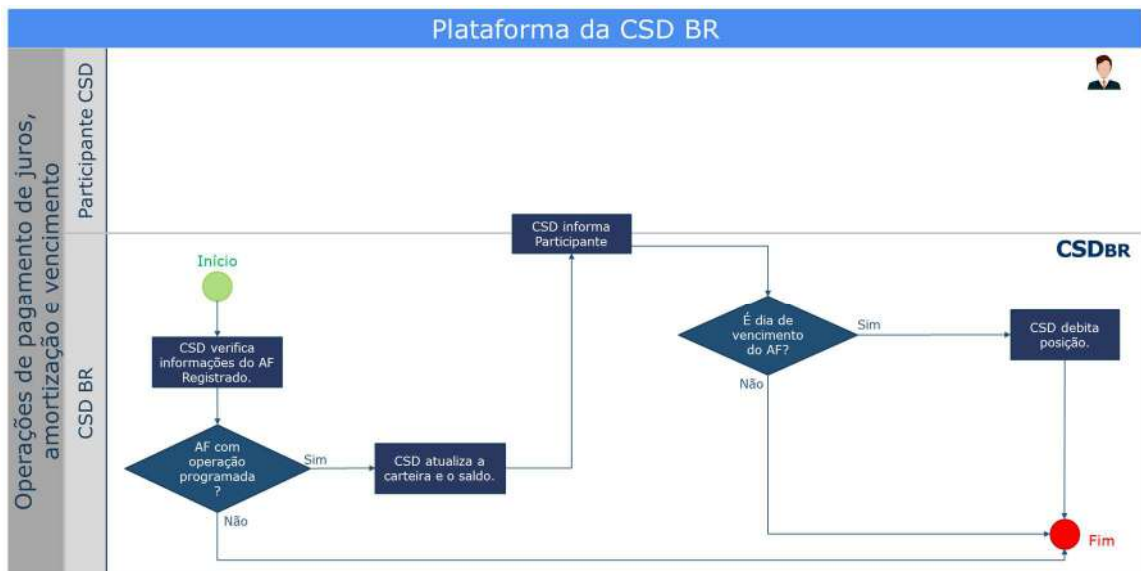 Plataforma da CSD BR
Operações de pagamento de juros,
amortização e vencimento
Participante CSD
CSD BR
CSD informa
Participante
CSDBR
Início
CSD verifica
informações do AF
Registrado.
AF com
operação
programada
?
Sim
Não
CSD atualiza a
carteira e o saldo.
É dia de
vencimento
do AF?
Sim
Não
CSD debita
posição.
Fim